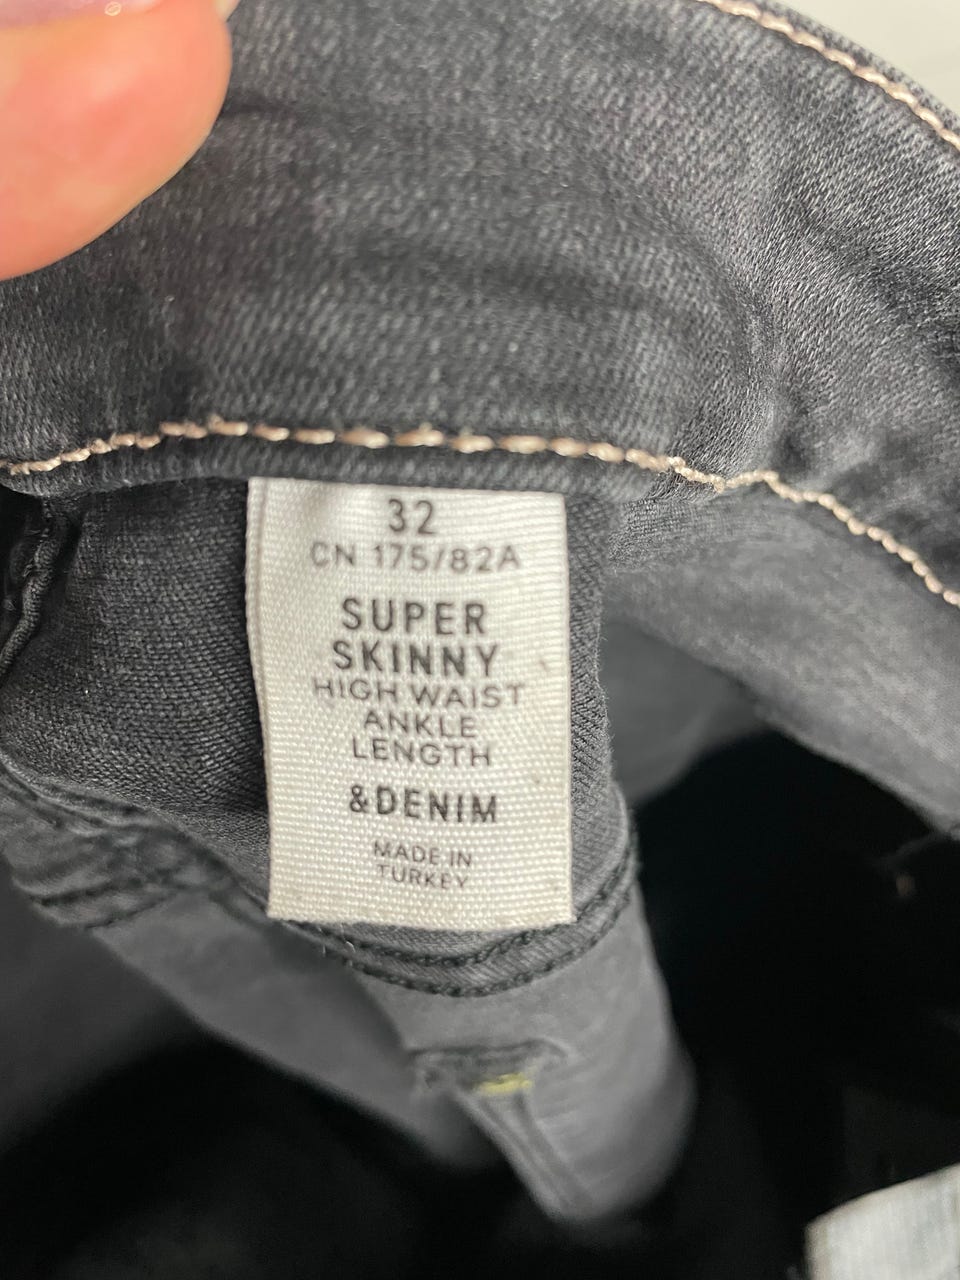 32
CN 175/82A
SUPER
SKINNY
HIGH WAIST
ANKLE
LENGTH
&DENIM
MADE IN
TURKEY